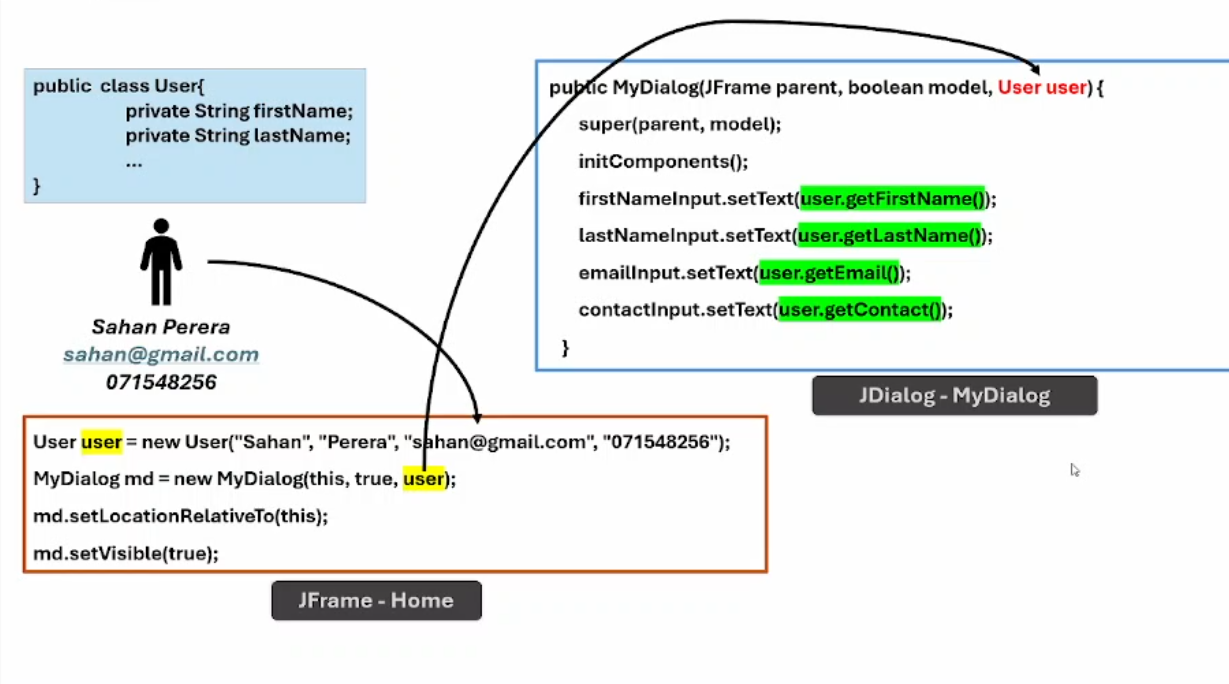 public class User{
private String firstName;
private String lastName;
...
}
Sahan Perera
sahan@gmail.com
071548256
User user = new User("Sahan", "Perera", "sahan@gmail.com", "071548256");
MyDialog md = new MyDialog(this, true, user);
md.setLocationRelativeTo(this);
md.setVisible(true);
JFrame - Home
public MyDialog(JFrame parent, boolean model, User user) {
super(parent, model);
initComponents();
firstNameInput.setText(user.getFirstName());
lastNameInput.setText(user.getLastName());
emailInput.setText(user.getEmail());
contactInput.setText(user.getContact());
}
JDialog - MyDialog